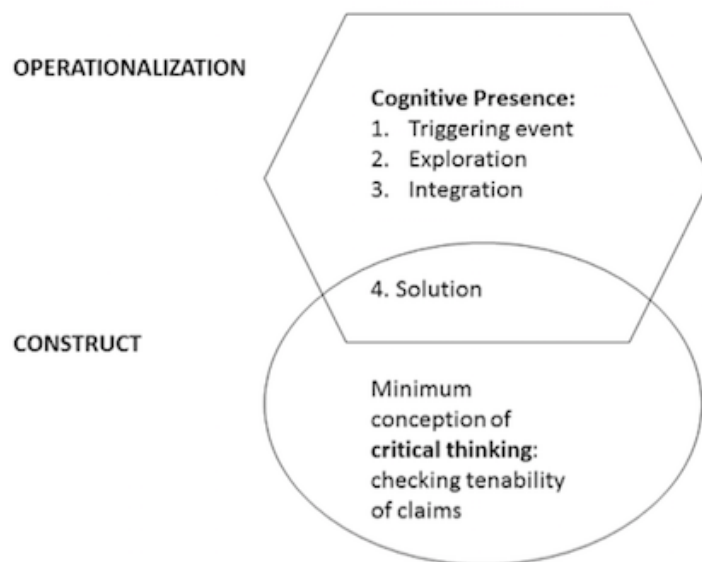 OPERATIONALIZATION
Cognitive Presence:
1. Triggering event
2. Exploration
3. Integration
4. Solution
CONSTRUCT
Minimum
conception of
critical thinking:
checking tenability
of claims